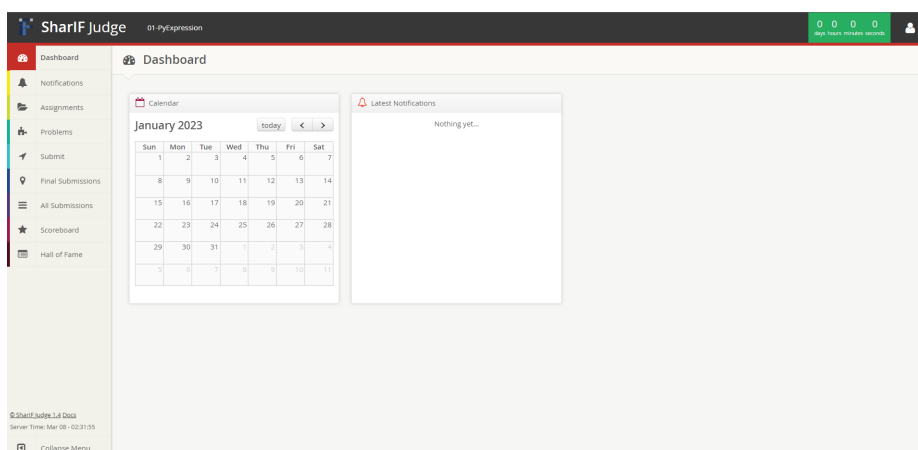 SharIF Judge
01-PyExpression
0 0 0 0
days hours minutes seconds
Dashboard
Notifications
Assignments
Problems
Submit
Final Submissions
All Submissions
Scoreboard
Hall of Fame
© SharIF Judge 1.4 Docs
Server Time: Mar 08 - 02:31:55
Collapse Menu
Dashboard
Calendar
January 2023
today
Sun Mon Tue Wed Thu Fri Sat
1 2 3 4 5 6 7
8 9 10 11 12 13 14
15 16 17 18 19 20 21
22 23 24 25 26 27 28
29 30 31 1 2 3 4
5 6 7 8 9 10 11
Latest Notifications
Nothing yet...